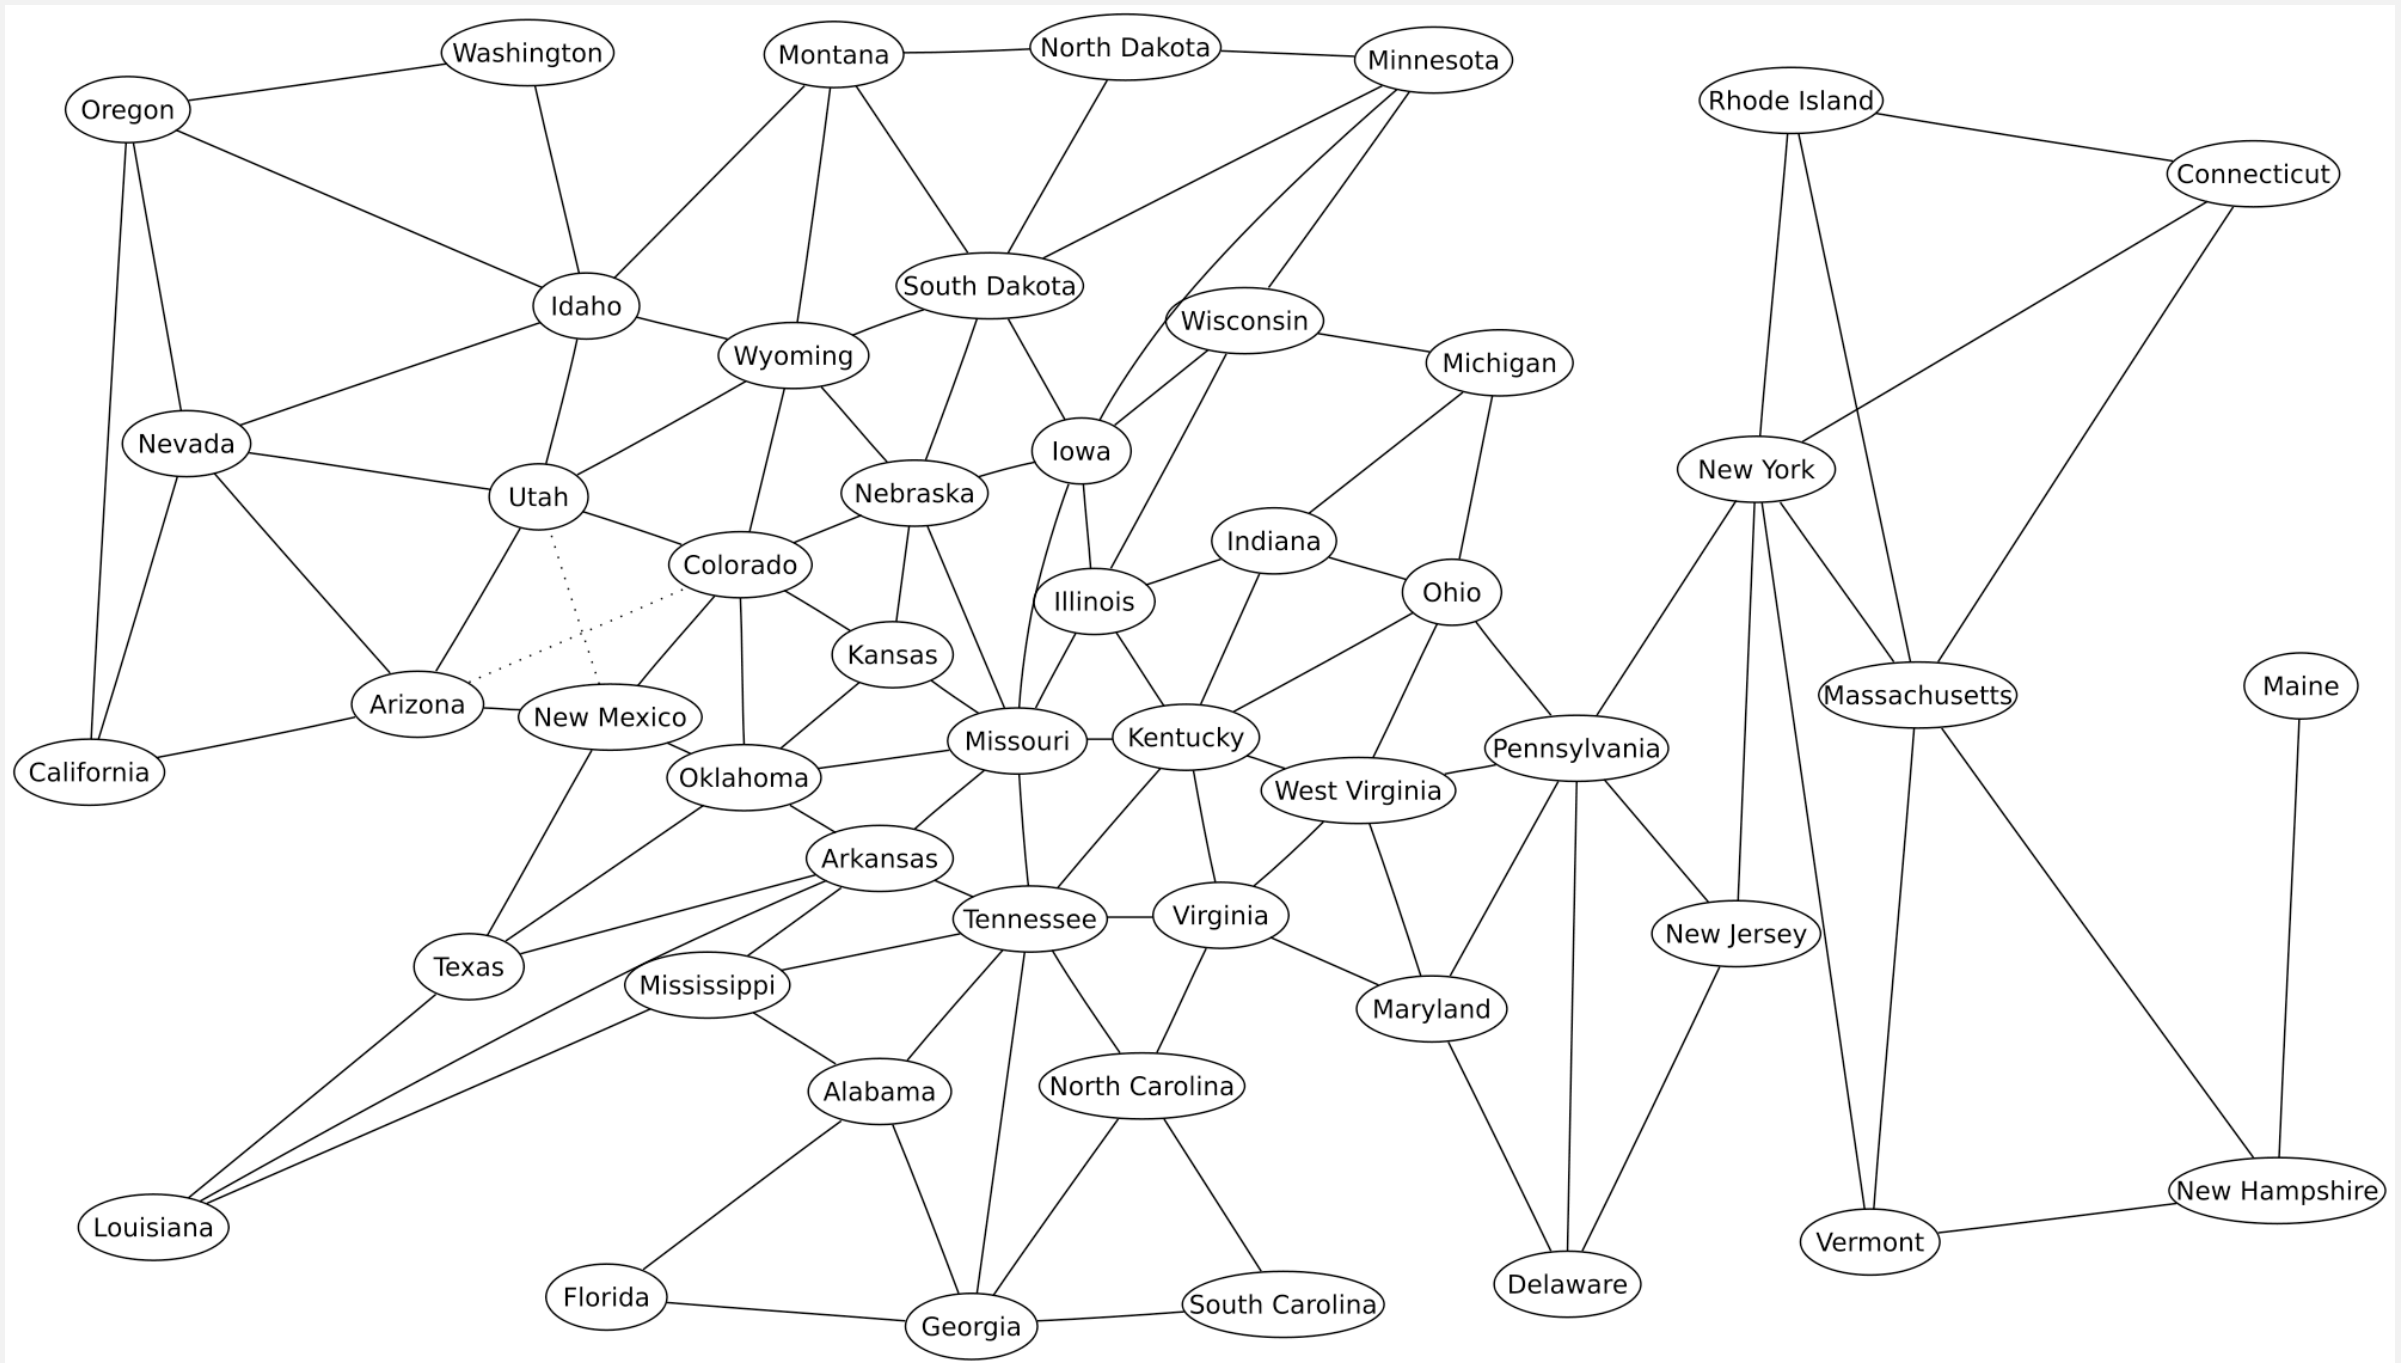 Washington
Montana
North Dakota
Minnesota
Oregon
Rhode Island
Connecticut
Idaho
South Dakota
Wisconsin
Wyoming
Michigan
Nevada
Utah
Nebraska
Iowa
New York
Colorado
Indiana
Illinois
Ohio
Kansas
Arizona
New Mexico
Missouri
Kentucky
Pennsylvania
Massachusetts
Maine
California
Oklahoma
West Virginia
Arkansas
Tennessee
Virginia
New Jersey
Texas
Mississippi
Maryland
Alabama
North Carolina
Louisiana
Vermont
New Hampshire
Florida
Georgia
South Carolina
Delaware